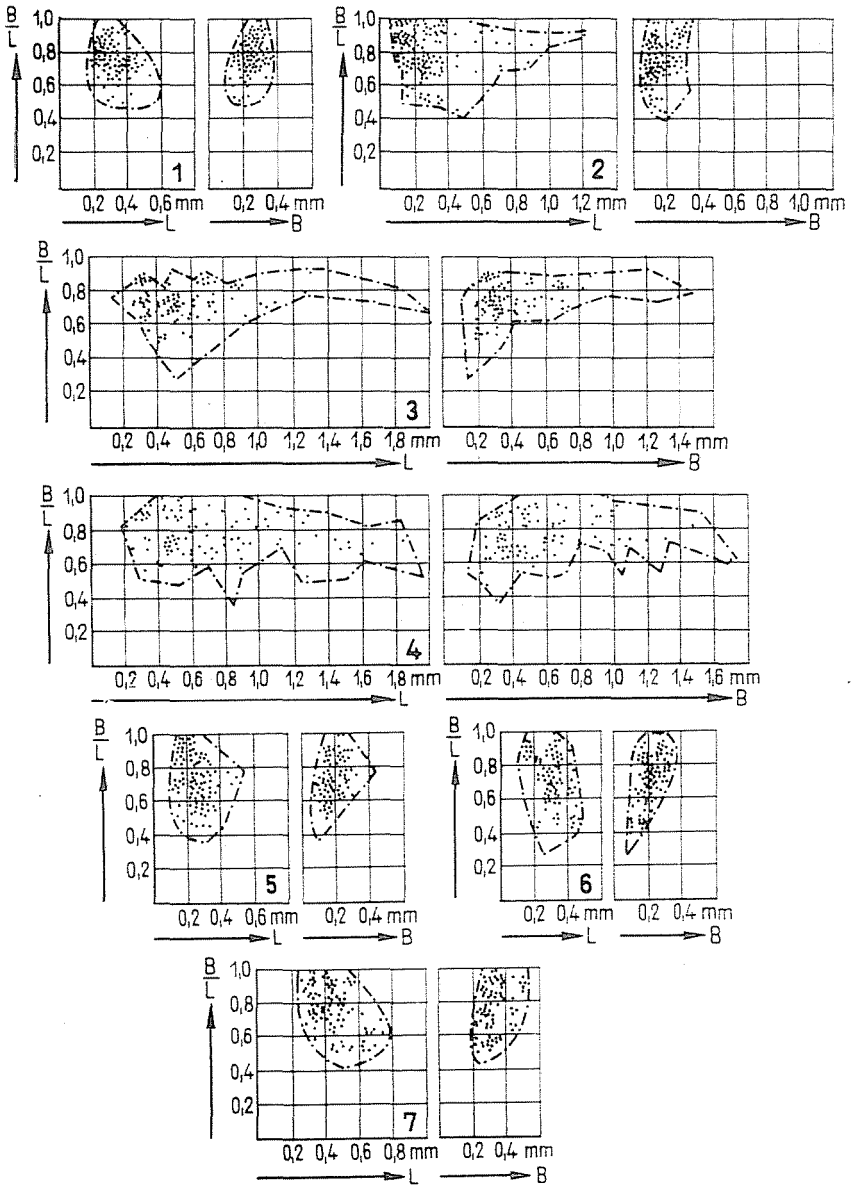 B/L 1,0 0,8 0,6 0,4 0,2
1
0,2 0,4 0,6 mm 0,2 0,4 mm
L B
B/L 1,0 0,8 0,6 0,4 0,2
2
0,2 0,4 0,6 0,8 1,0 1,2 mm 0,2 0,4 0,6 0,8 1,0 mm
L B
B/L 1,0 0,8 0,6 0,4 0,2
3
0,2 0,4 0,6 0,8 1,0 1,2 1,4 1,6 1,8 mm 0,2 0,4 0,6 0,8 1,0 1,2 1,4 mm
L B
B/L 1,0 0,8 0,6 0,4 0,2
4
0,2 0,4 0,6 0,8 1,0 1,2 1,4 1,6 1,8 mm 0,2 0,4 0,6 0,8 1,0 1,2 1,4 1,6 mm
L B
B/L 1,0 0,8 0,6 0,4 0,2
5
0,2 0,4 0,6 mm 0,2 0,4 mm
L B
B/L 1,0 0,8 0,6 0,4 0,2
6
0,2 0,4 mm 0,2 0,4 mm
L B
B/L 1,0 0,8 0,6 0,4 0,2
7
0,2 0,4 0,6 0,8 mm 0,2 0,4 mm
L B